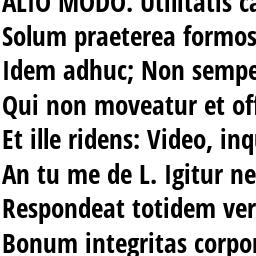 ALIO MODO. Utilitatis ca
Solum praeterea formos
Idem adhuc; Non sempe
Qui non moveatur et off
Et ille ridens: Video, inqu
An tu me de L. Igitur ne
Respondeat totidem ver
Bonum integritas corpor